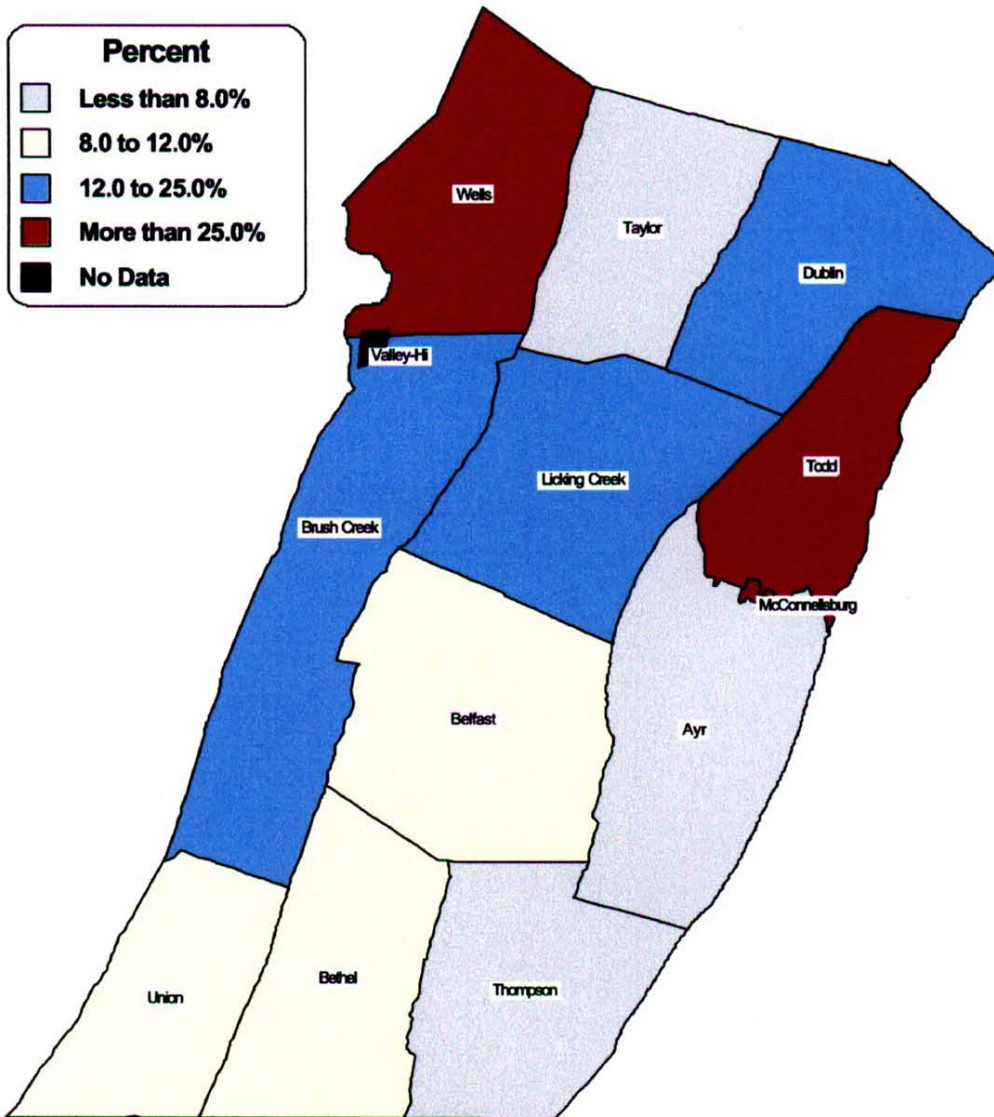 Percent
Less than 8.0%
8.0 to 12.0%
12.0 to 25.0%
More than 25.0%
No Data
Wells
Taylor
Dublin
Valley-Hi
Todd
Licking Creek
Brush Creek
McConnellsburg
Belfast
Ayr
Bethel
Thompson
Union